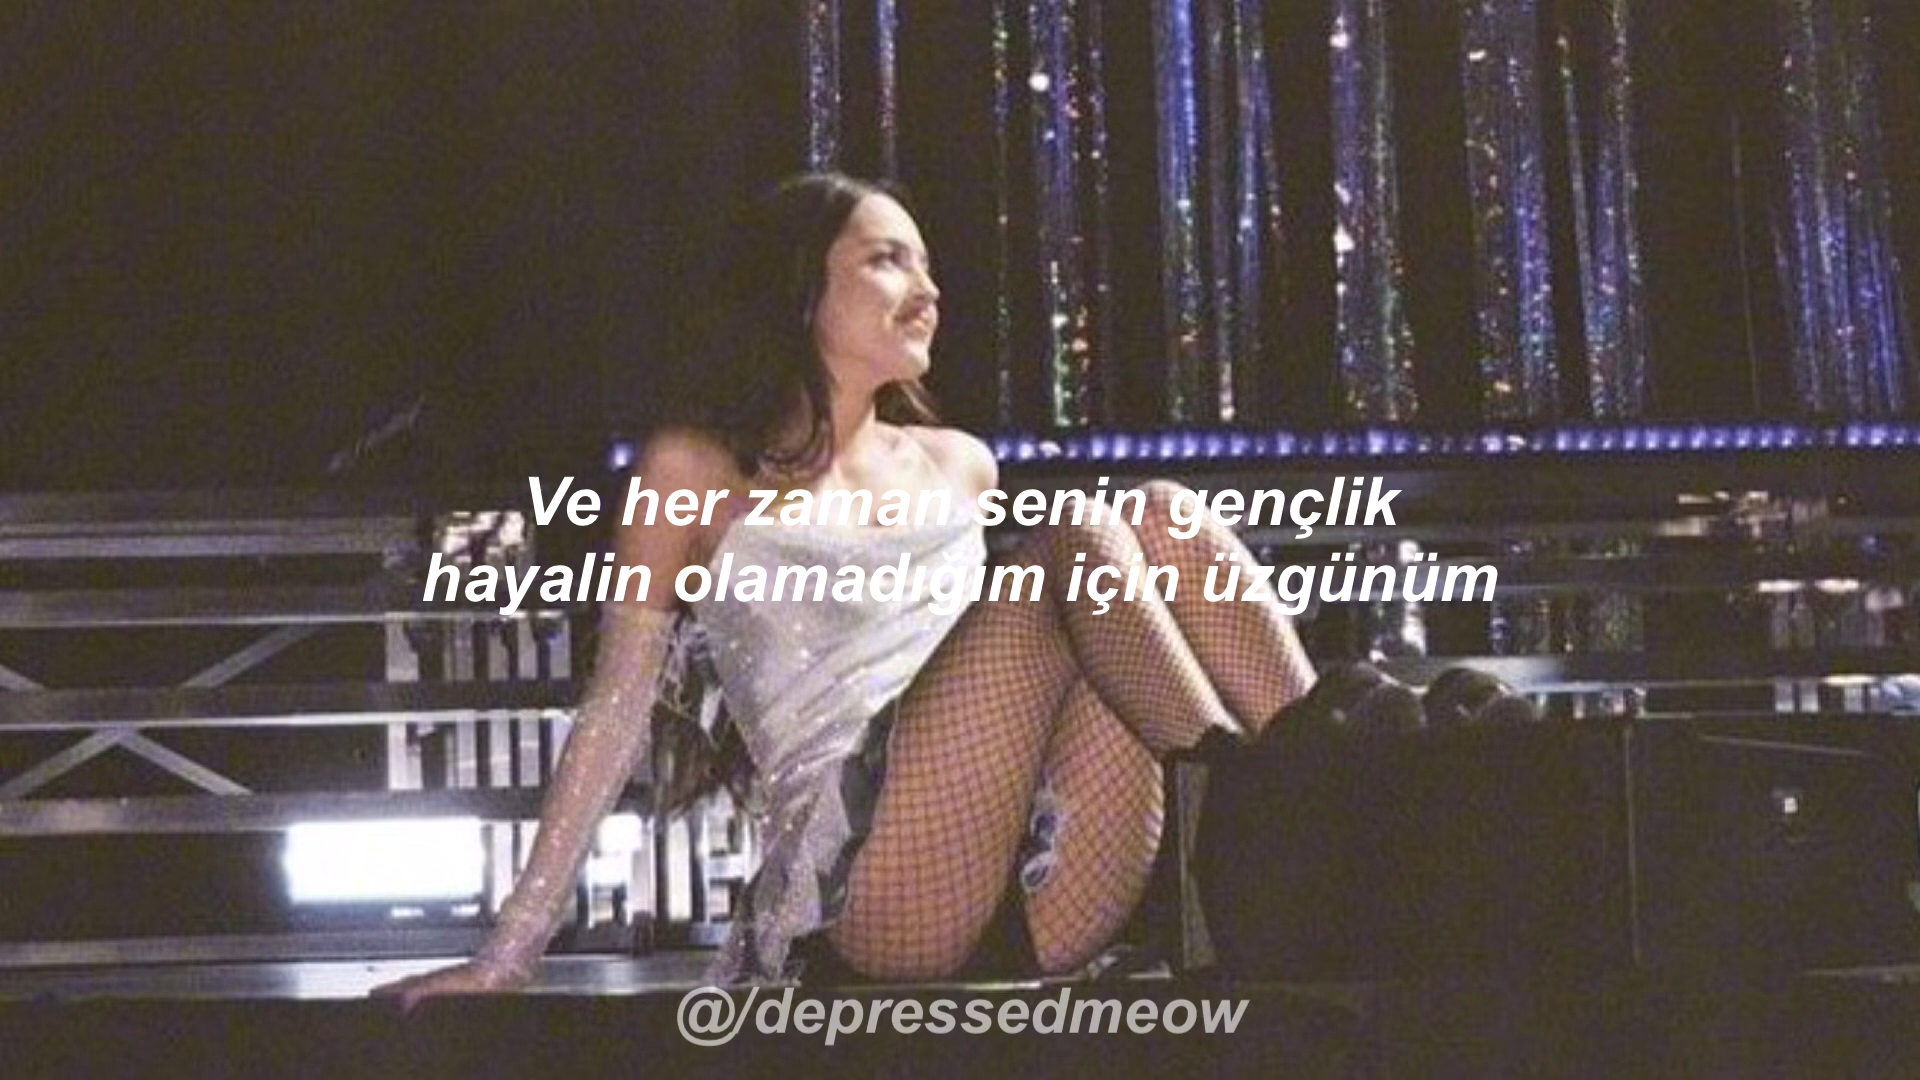 Ve her zaman senin gençlik
hayalin olamadığım için üzgünüm
@/depressedmeow